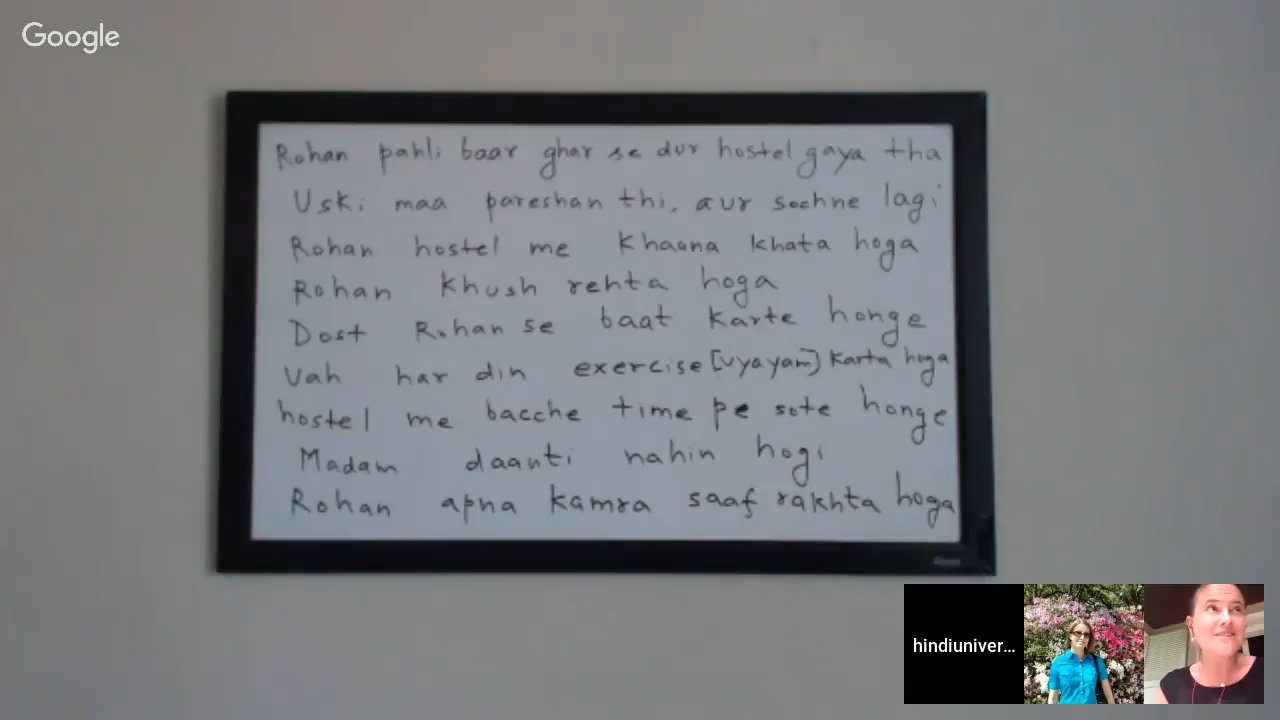 Google
Rohan pahli baar ghar se dur hostel gaya tha
Uski maa pareshan thi, aur sochne lagi
Rohan hostel me khaana khata hoga
Rohan khush rehta hoga
Dost Rohan se baat karte honge
Vah har din exercise [vyayam] karta hoga
hostel me bacche time pe sote honge
Madam daanti nahin hogi
Rohan apna kamra saaf rakhta hoga
hindiuniver...